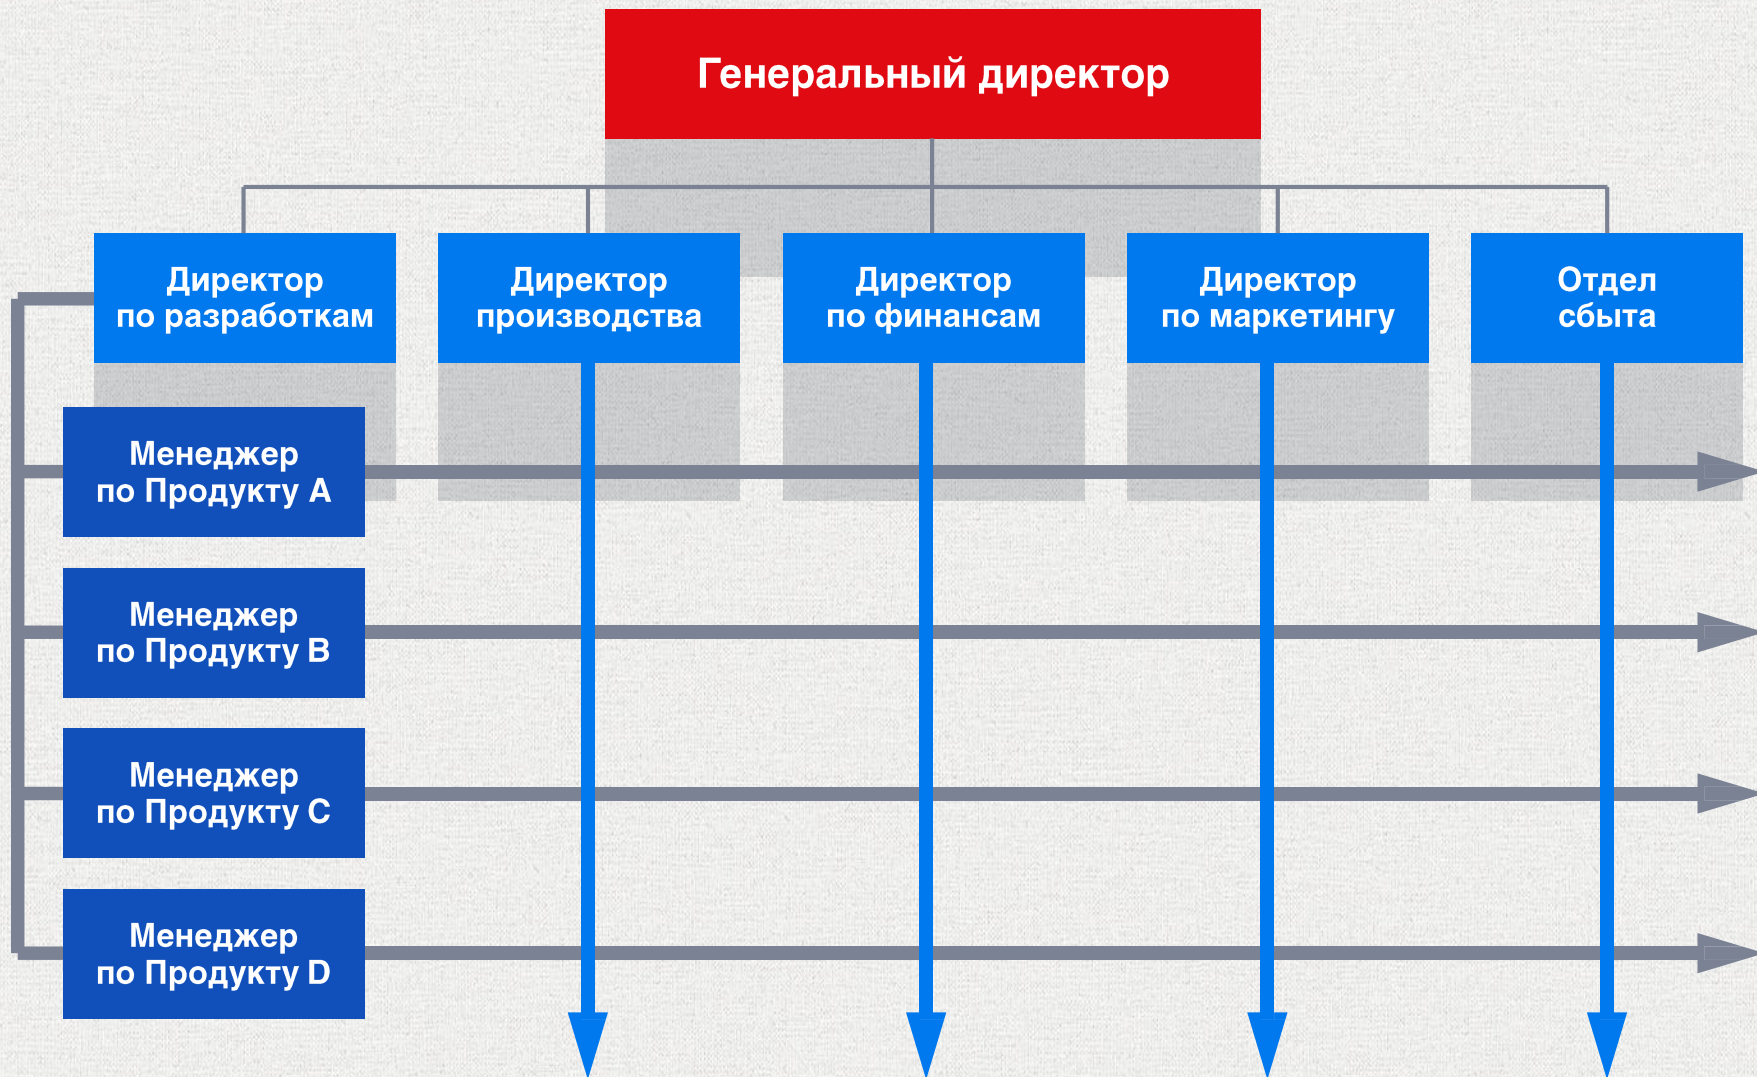 Генеральный директор
Директор
по разработкам
Директор
производства
Директор
по финансам
Директор
по маркетингу
Отдел
сбыта
Менеджер
по Продукту A
Менеджер
по Продукту B
Менеджер
по Продукту C
Менеджер
по Продукту D